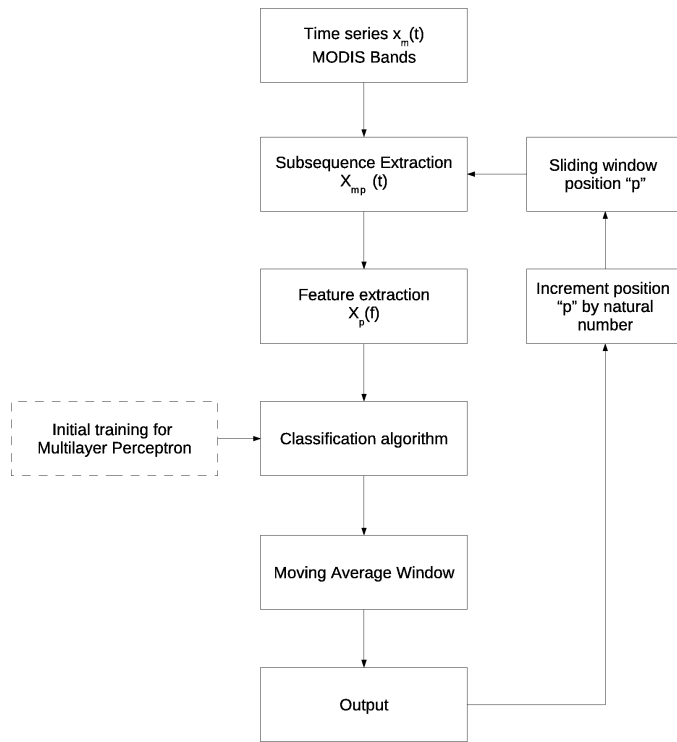 Time series x_m(t)
MODIS Bands
Subsequence Extraction
X_mp (t)
Sliding window
position “p”
Feature extraction
X_p(f)
Increment position
“p” by natural
number
Initial training for
Multilayer Perceptron
Classification algorithm
Moving Average Window
Output